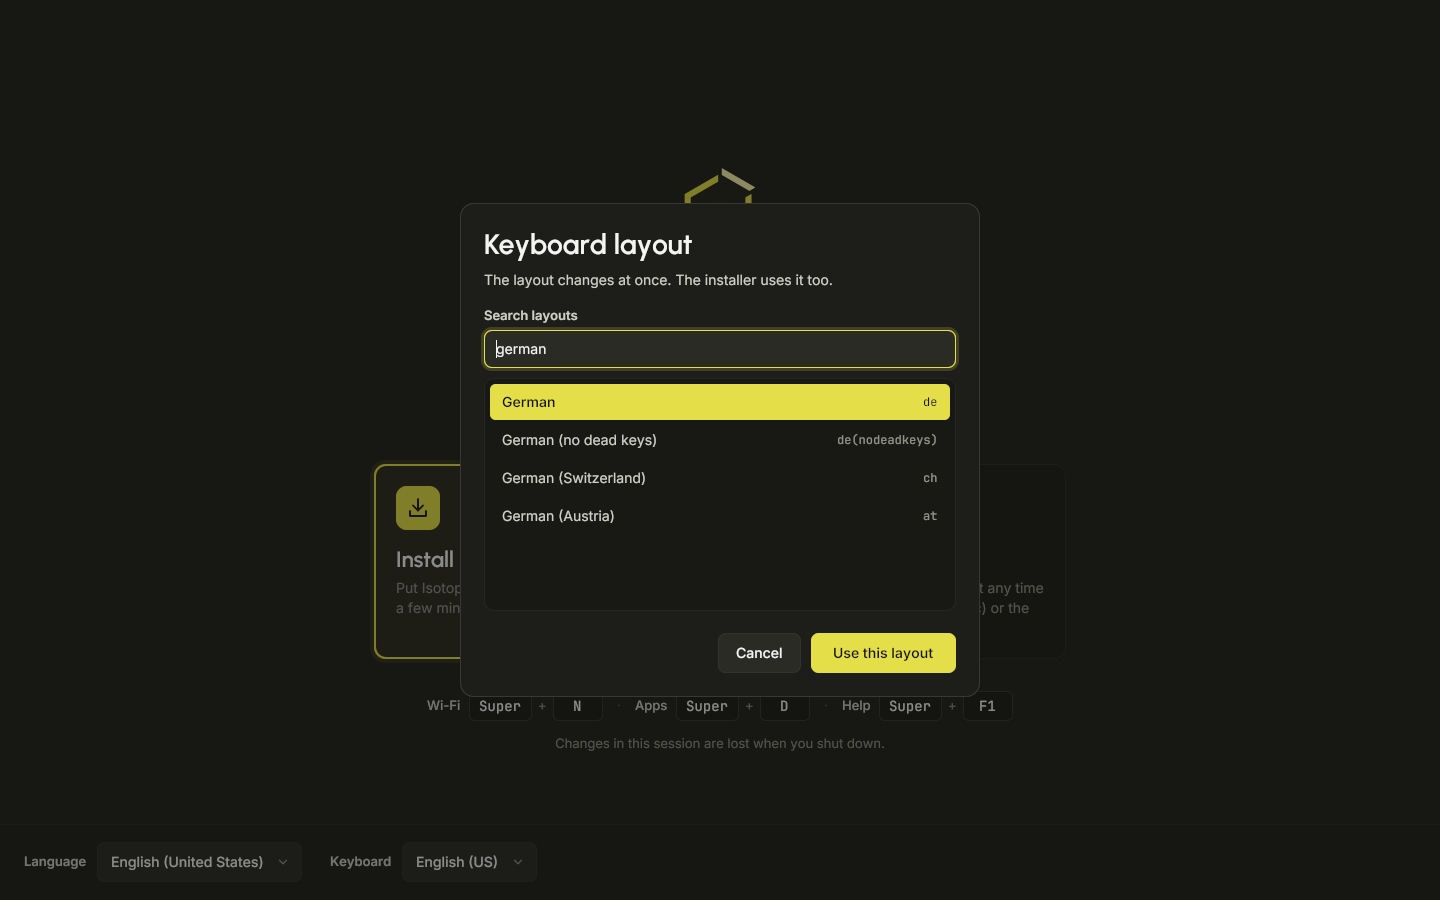 Keyboard layout
The layout changes at once. The installer uses it too.
Search layouts
german
German de
German (no dead keys) de(nodeadkeys)
German (Switzerland) ch
German (Austria) at
Cancel Use this layout
Install
Put Isotop
a few min
t any time
) or the
Wi-Fi Super + N · Apps Super + D · Help Super + F1
Changes in this session are lost when you shut down.
Language English (United States) Keyboard English (US)